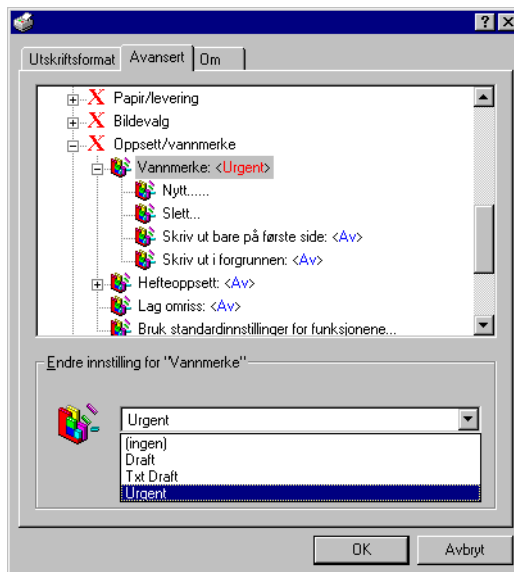 Utskriftsformat Avansert Om
Papir/levering
Bildevalg
Oppsett/vannmerke
Vannmerke: <Urgent>
Nytt......
Slett...
Skriv ut bare på første side: <Av>
Skriv ut i forgrunnen: <Av>
Hefteoppsett: <Av>
Lag omriss: <Av>
Bruk standardinnstillinger for funksjonene...
Endre innstilling for "Vannmerke"
Urgent
(ingen)
Draft
Txt Draft
Urgent
OK Avbryt